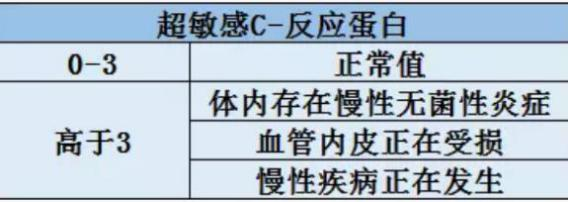 超敏感C-反应蛋白
0-3 正常值
高于3
体内存在慢性无菌性炎症
血管内皮正在受损
慢性疾病正在发生